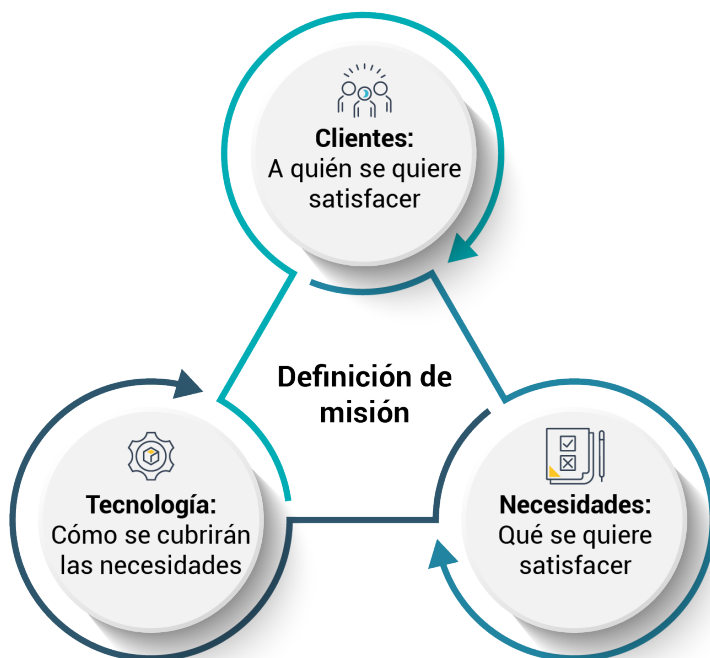 Clientes:
A quién se quiere
satisfacer
Definición de
misión
Tecnología:
Cómo se cubrirán
las necesidades
Necesidades:
Qué se quiere
satisfacer